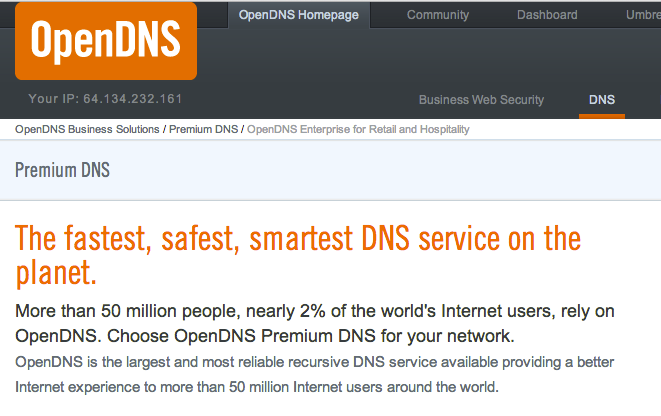 OpenDNS Homepage Community Dashboard
OpenDNS
Your IP: 64.134.232.161
Business Web Security DNS
OpenDNS Business Solutions / Premium DNS / OpenDNS Enterprise for Retail and Hospitality
Premium DNS
The fastest, safest, smartest DNS service on the
planet.
More than 50 million people, nearly 2% of the world's Internet users, rely on
OpenDNS. Choose OpenDNS Premium DNS for your network.
OpenDNS is the largest and most reliable recursive DNS service available providing a better
Internet experience to more than 50 million Internet users around the world.